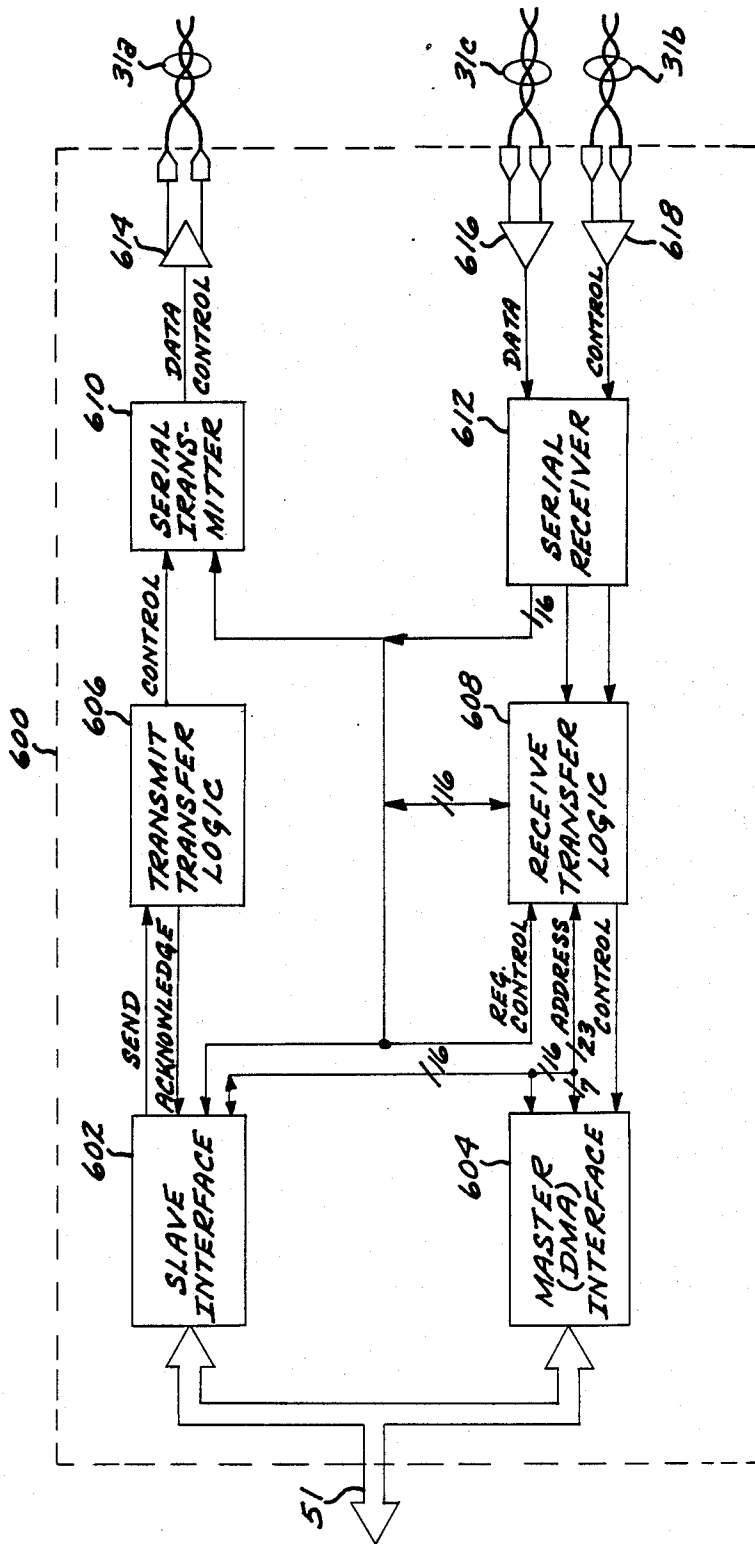 600
602
SLAVE
INTERFACE
SEND
ACKNOWLEDGE
606
TRANSMIT
TRANSFER
LOGIC
CONTROL
610
SERIAL
TRANS-
MITTER
DATA
CONTROL
614
31a
51
16
16
604
MASTER
(DMA)
INTERFACE
REG.
CONTROL
16
ADDRESS
23
7
CONTROL
608
RECEIVE
TRANSFER
LOGIC
16
612
SERIAL
RECEIVER
DATA
CONTROL
616
618
31c
31b